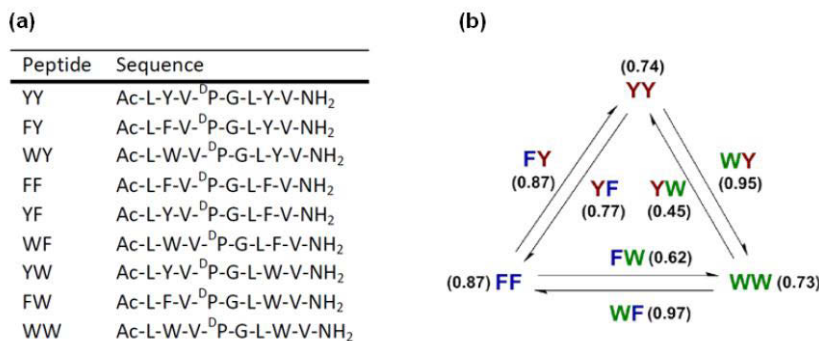 (a)
Peptide Sequence
YY Ac-L-Y-V-ᴰP-G-L-Y-V-NH₂
FY Ac-L-F-V-ᴰP-G-L-Y-V-NH₂
WY Ac-L-W-V-ᴰP-G-L-Y-V-NH₂
FF Ac-L-F-V-ᴰP-G-L-F-V-NH₂
YF Ac-L-Y-V-ᴰP-G-L-F-V-NH₂
WF Ac-L-W-V-ᴰP-G-L-F-V-NH₂
YW Ac-L-Y-V-ᴰP-G-L-W-V-NH₂
FW Ac-L-F-V-ᴰP-G-L-W-V-NH₂
WW Ac-L-W-V-ᴰP-G-L-W-V-NH₂
(b)
(0.74)
YY
FY
(0.87)
YF
(0.77)
YW
(0.45)
WY
(0.95)
FW (0.62)
(0.87) FF
WW (0.73)
WF (0.97)